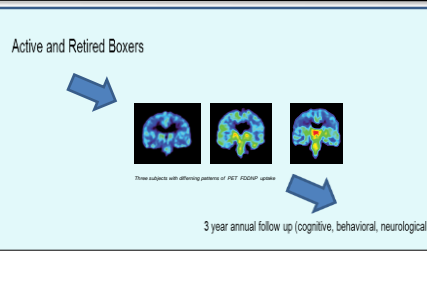 Active and Retired Boxers
Three subjects with differning patterns of PET FDDNP uptake
3 year annual follow up (cognitive, behavioral, neurological